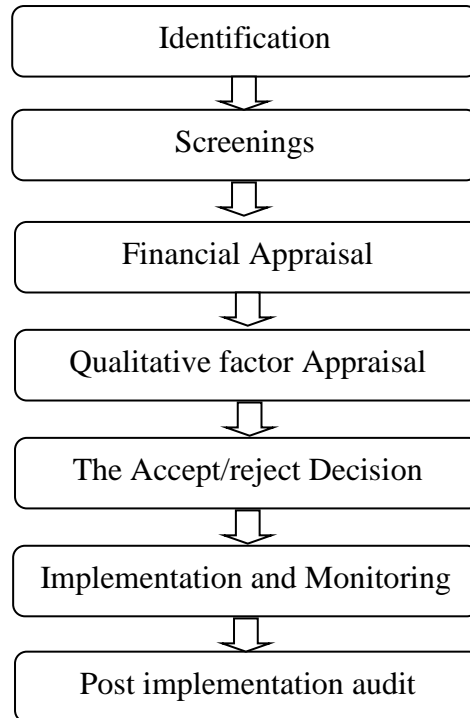 Identification
Screenings
Financial Appraisal
Qualitative factor Appraisal
The Accept/reject Decision
Implementation and Monitoring
Post implementation audit